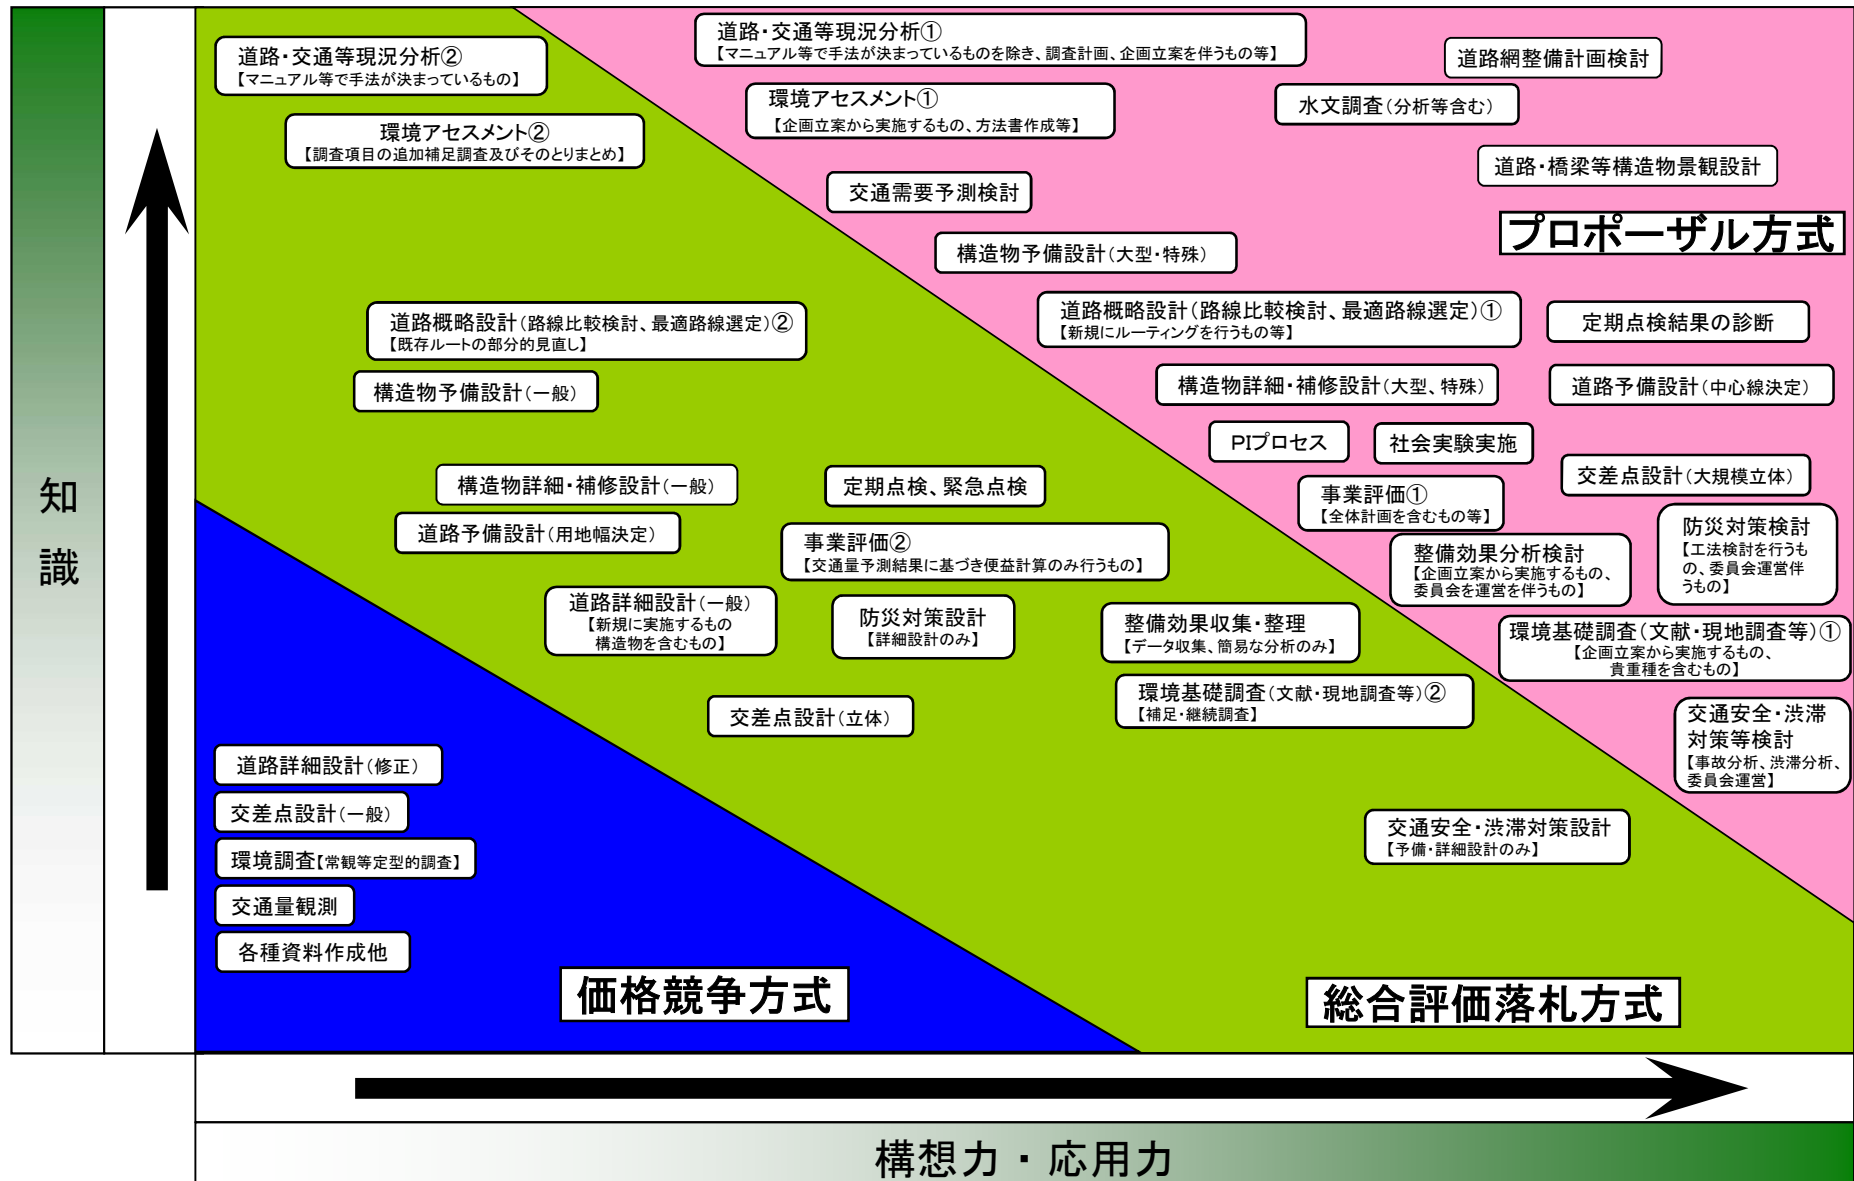 道路・交通等現況分析②
【マニュアル等で手法が決まっているもの】
環境アセスメント②
【調査項目の追加補足調査及びそのとりまとめ】
道路・交通等現況分析①
【マニュアル等で手法が決まっているものを除き、調査計画、企画立案を伴うもの等】
環境アセスメント①
【企画立案から実施するもの、方法書作成等】
道路網整備計画検討
水文調査（分析等含む）
道路・橋梁等構造物景観設計
交通需要予測検討
プロポーザル方式
構造物予備設計（大型・特殊）
道路概略設計（路線比較検討、最適路線選定）①
【新規にルーティングを行うもの等】
定期点検結果の診断
道路概略設計（路線比較検討、最適路線選定）②
【既存ルートの部分的見直し】
構造物予備設計（一般）
構造物詳細・補修設計（大型、特殊）
道路予備設計（中心線決定）
PIプロセス
社会実験実施
交差点設計（大規模立体）
構造物詳細・補修設計（一般）
定期点検、緊急点検
事業評価①
【全体計画を含むもの等】
防災対策検討
【工法検討を行うも
の、委員会運営伴
うもの】
道路予備設計（用地幅決定）
事業評価②
【交通量予測結果に基づき便益計算のみ行うもの】
整備効果分析検討
【企画立案から実施するもの、
委員会を運営を伴うもの】
道路詳細設計（一般）
【新規に実施するもの
構造物を含むもの】
防災対策設計
【詳細設計のみ】
整備効果収集・整理
【データ収集、簡易な分析のみ】
環境基礎調査（文献・現地調査等）①
【企画立案から実施するもの、
貴重種を含むもの】
環境基礎調査（文献・現地調査等）②
【補足・継続調査】
交差点設計（立体）
交通安全・渋滞
対策等検討
【事故分析、渋滞分析、
委員会運営】
道路詳細設計（修正）
交差点設計（一般）
環境調査【常観等定型的調査】
交通量観測
各種資料作成他
交通安全・渋滞対策設計
【予備・詳細設計のみ】
価格競争方式
総合評価落札方式
知
識
構想力・応用力